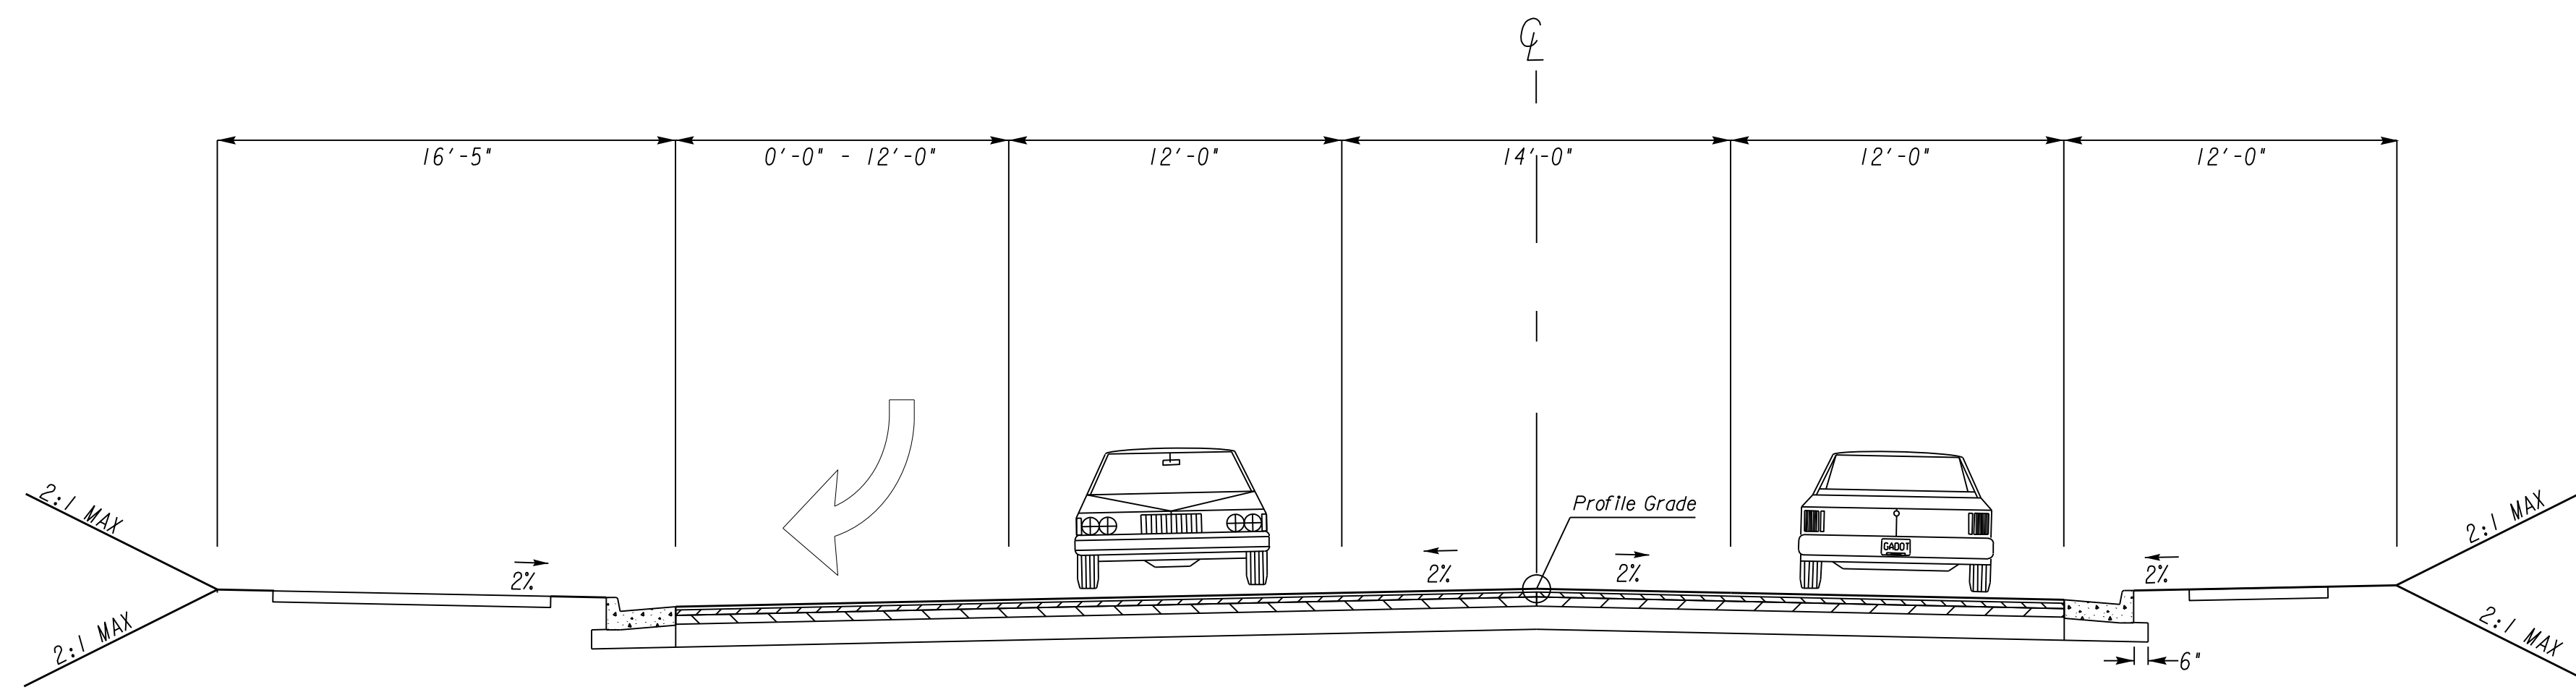 ℄
16'-5" 0'-0" - 12'-0" 12'-0" 14'-0" 12'-0" 12'-0"
Profile Grade
2:1 MAX 2:1 MAX
GADOT
2% 2% 2% 2%
2:1 MAX 2:1 MAX
6"